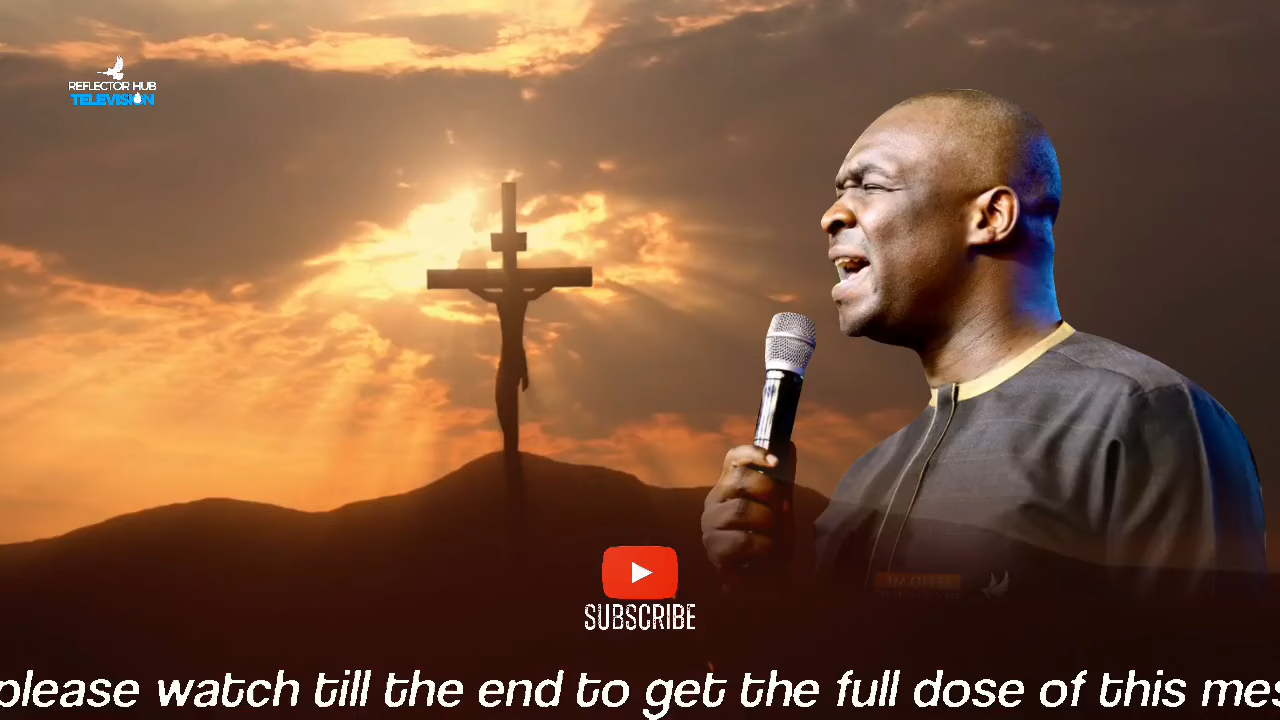 REFLECTOR HUB
TELEVISION
SUBSCRIBE
please watch till the end to get the full dose of this mes